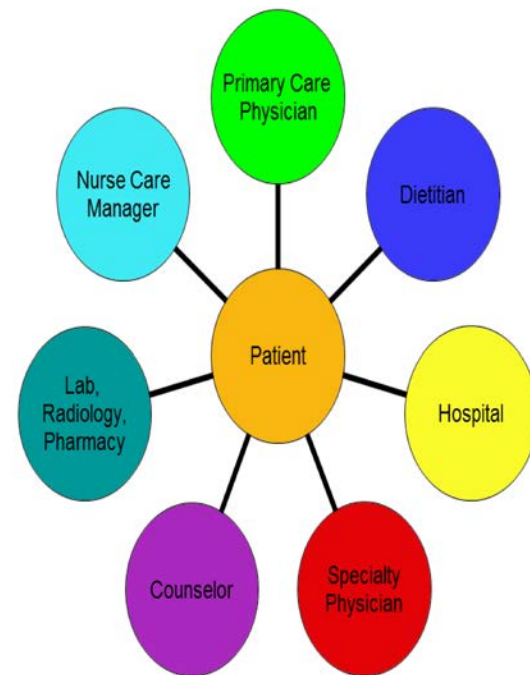 Primary Care
Physician
Nurse Care
Manager
Dietitian
Patient
Lab,
Radiology,
Pharmacy
Hospital
Counselor
Specialty
Physician